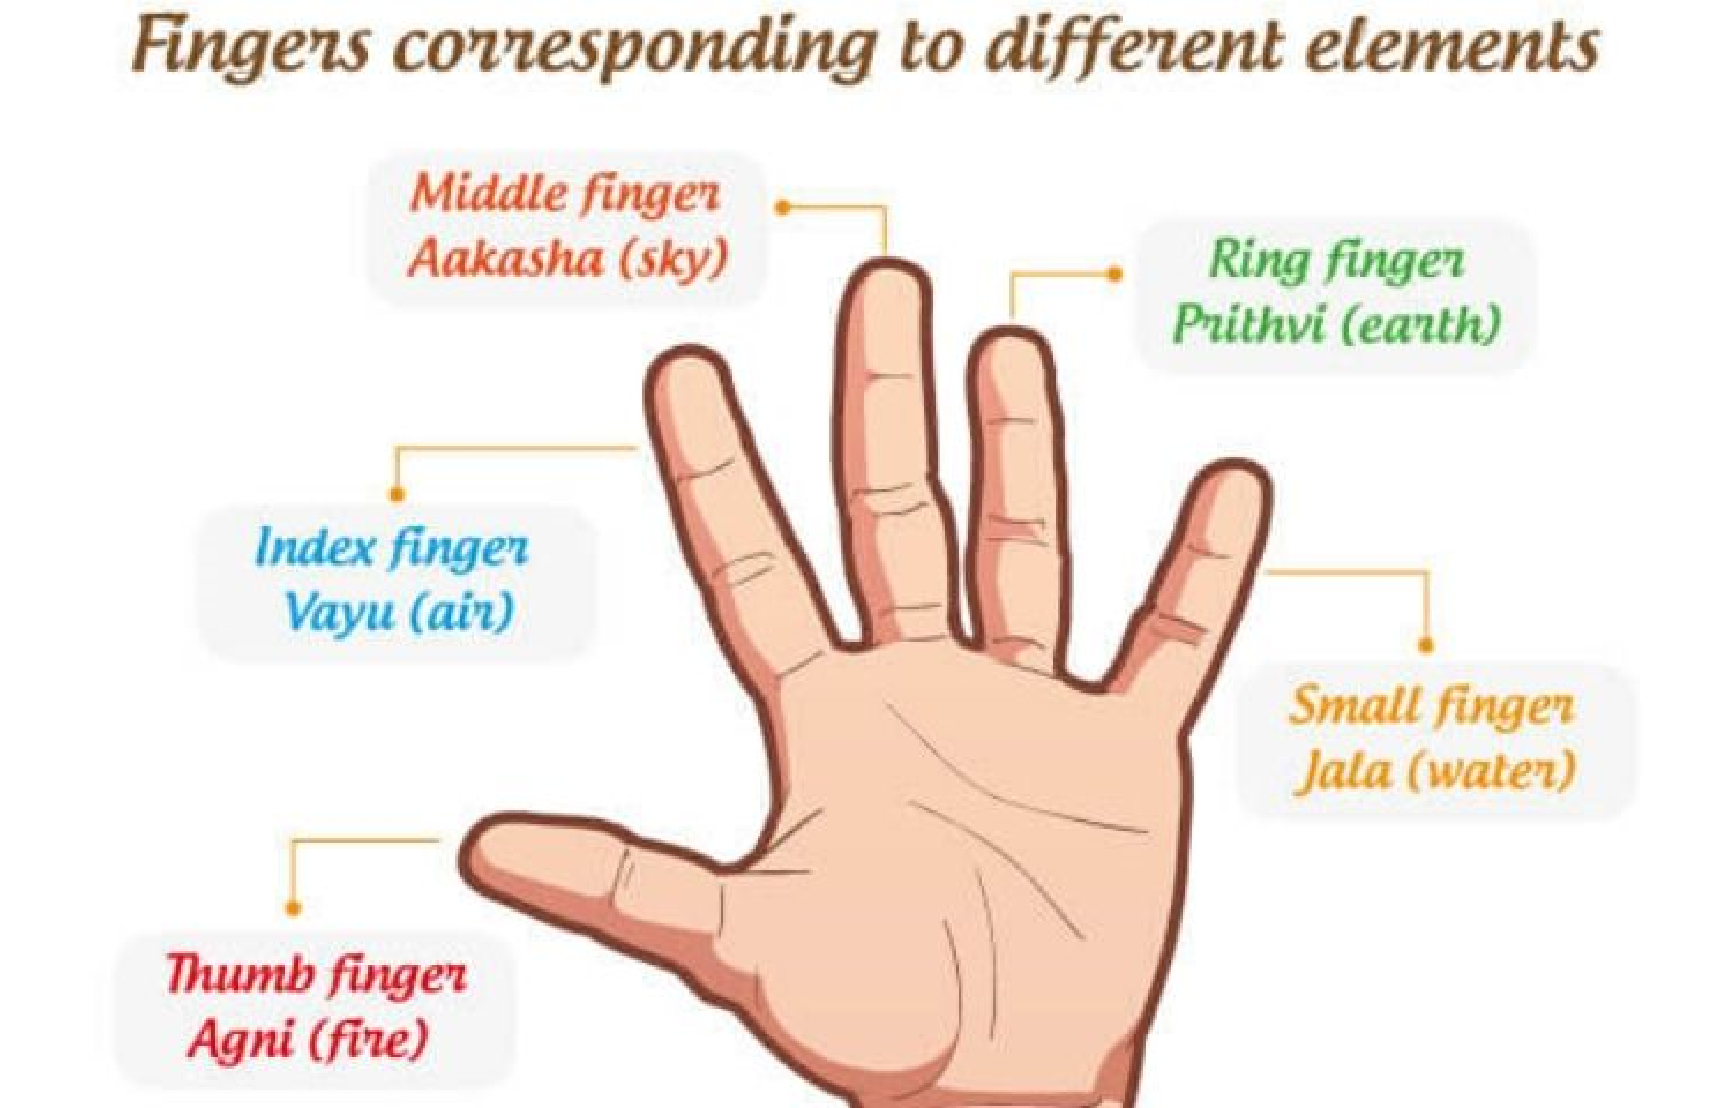 Fingers corresponding to different elements
Middle finger
Aakasha (sky)
Ring finger
Prithvi (earth)
Index finger
Vayu (air)
Small finger
Jala (water)
Thumb finger
Agni (fire)